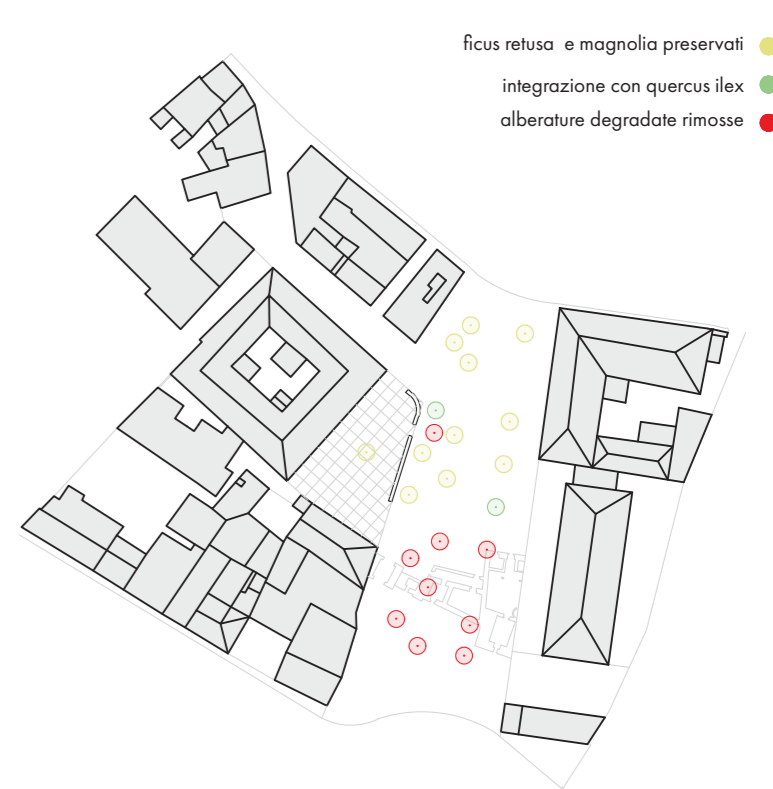 ficus retusa e magnolia preservati
integrazione con quercus ilex
alberature degradate rimosse